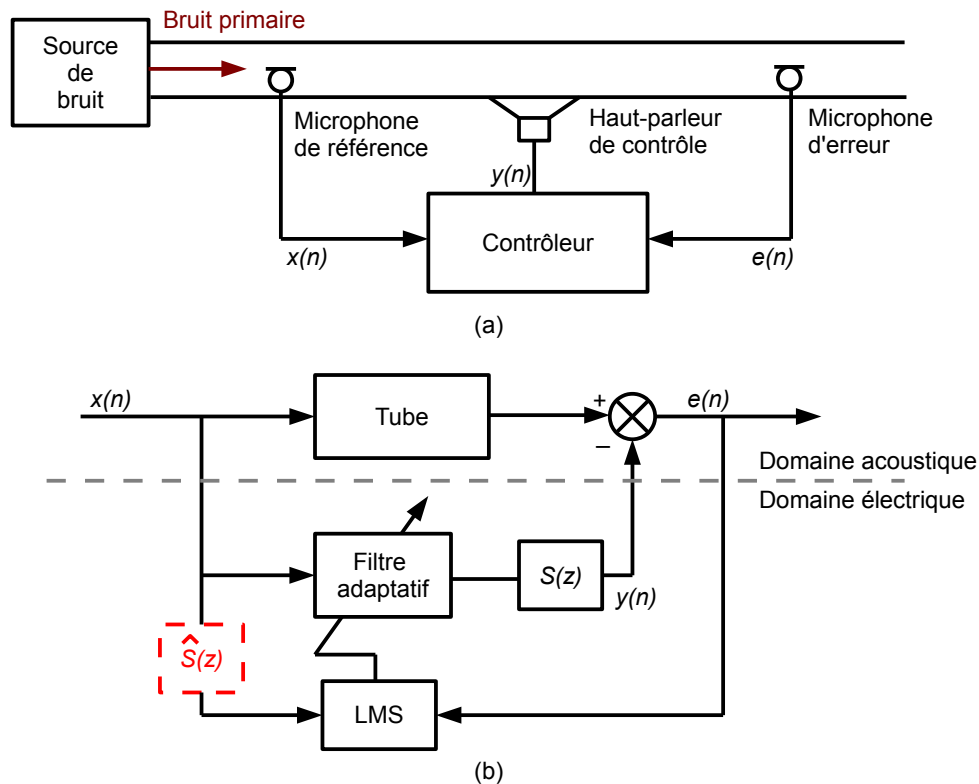 Bruit primaire
Source
de
bruit
Microphone
de référence
Haut-parleur
de contrôle
Microphone
d'erreur
y(n)
Contrôleur
x(n)
e(n)
(a)
x(n)
Tube
+
−
e(n)
Domaine acoustique
Domaine électrique
Filtre
adaptatif
S(z)
y(n)
Ŝ(z)
LMS
(b)